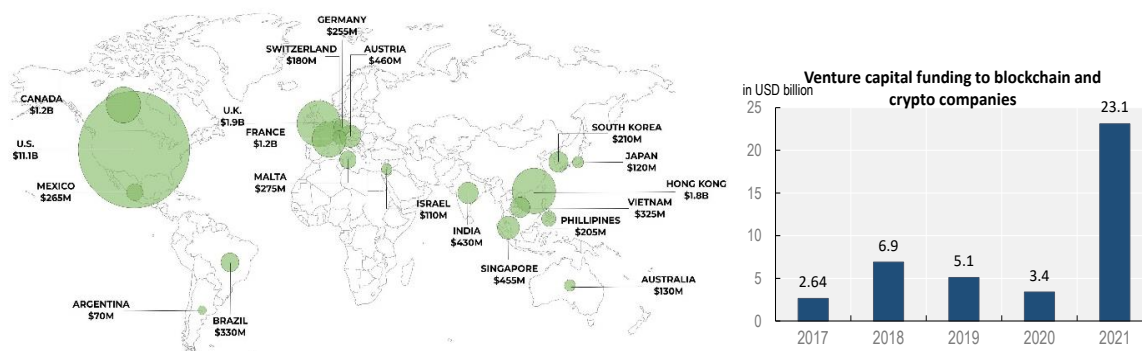 GERMANY
$255M
SWITZERLAND
$180M
AUSTRIA
$460M
CANADA
$1.2B
U.K.
$1.9B
FRANCE
$1.2B
U.S.
$11.1B
MEXICO
$265M
MALTA
$275M
ISRAEL
$110M
INDIA
$430M
SOUTH KOREA
$210M
JAPAN
$120M
HONG KONG
$1.8B
VIETNAM
$325M
PHILLIPINES
$205M
SINGAPORE
$455M
AUSTRALIA
$130M
ARGENTINA
$70M
BRAZIL
$330M
Venture capital funding to blockchain and
crypto companies
in USD billion
25
20
15
10
5
0
2.64
6.9
5.1
3.4
23.1
2017
2018
2019
2020
2021